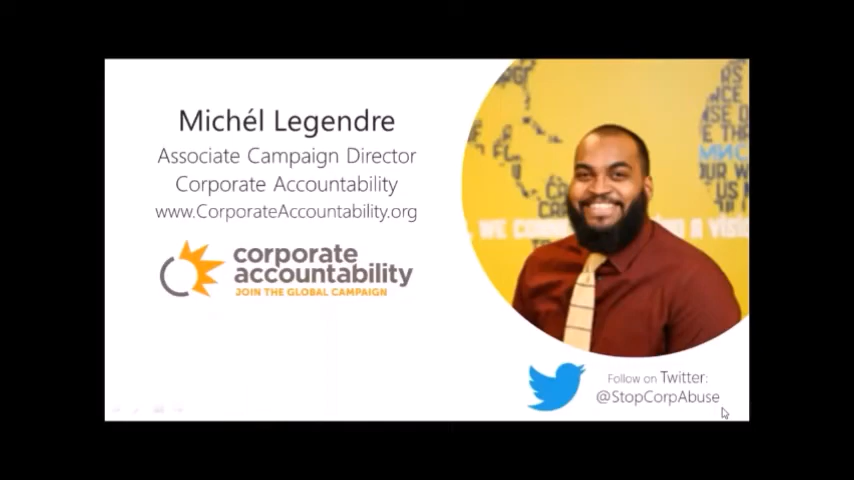 Michél Legendre
Associate Campaign Director
Corporate Accountability
www.CorporateAccountability.org
corporate
accountability
JOIN THE GLOBAL CAMPAIGN
Follow on Twitter:
@StopCorpAbuse